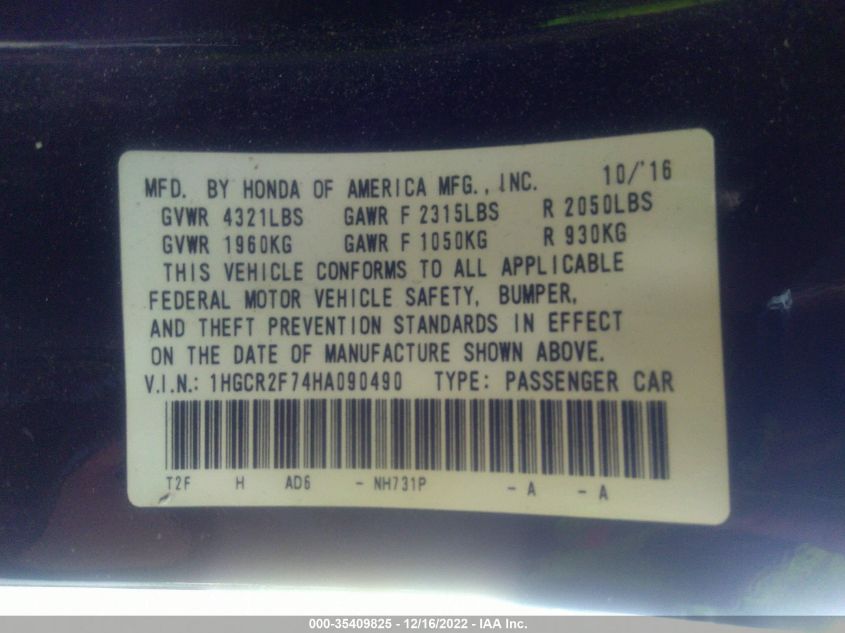 MFD. BY HONDA OF AMERICA MFG., INC. 10/'16
GVWR 4321LBS GAWR F 2315LBS R 2050LBS
GVWR 1960KG GAWR F 1050KG R 930KG
THIS VEHICLE CONFORMS TO ALL APPLICABLE
FEDERAL MOTOR VEHICLE SAFETY, BUMPER,
AND THEFT PREVENTION STANDARDS IN EFFECT
ON THE DATE OF MANUFACTURE SHOWN ABOVE.
V.I.N.: 1HGCR2F74HA090490 TYPE: PASSENGER CAR
T2F H AD6 - NH731P - A - A
000-35409825 - 12/16/2022 - IAA Inc.